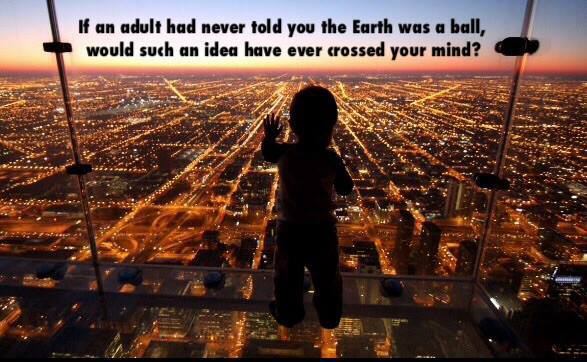 If an adult had never told you the Earth was a ball,
would such an idea have ever crossed your mind?